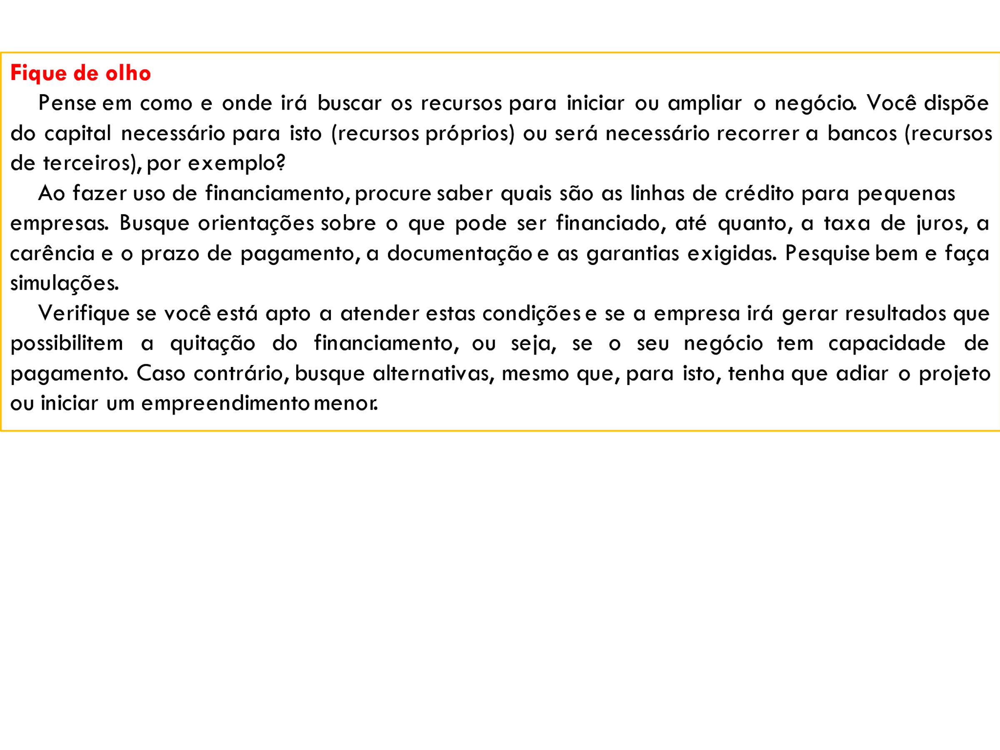 Fique de olho
Pense em como e onde irá buscar os recursos para iniciar ou ampliar o negócio. Você dispõe
do capital necessário para isto (recursos próprios) ou será necessário recorrer a bancos (recursos
de terceiros), por exemplo?
Ao fazer uso de financiamento, procure saber quais são as linhas de crédito para pequenas
empresas. Busque orientações sobre o que pode ser financiado, até quanto, a taxa de juros, a
carência e o prazo de pagamento, a documentação e as garantias exigidas. Pesquise bem e faça
simulações.
Verifique se você está apto a atender estas condições e se a empresa irá gerar resultados que
possibilitem a quitação do financiamento, ou seja, se o seu negócio tem capacidade de
pagamento. Caso contrário, busque alternativas, mesmo que, para isto, tenha que adiar o projeto
ou iniciar um empreendimento menor.